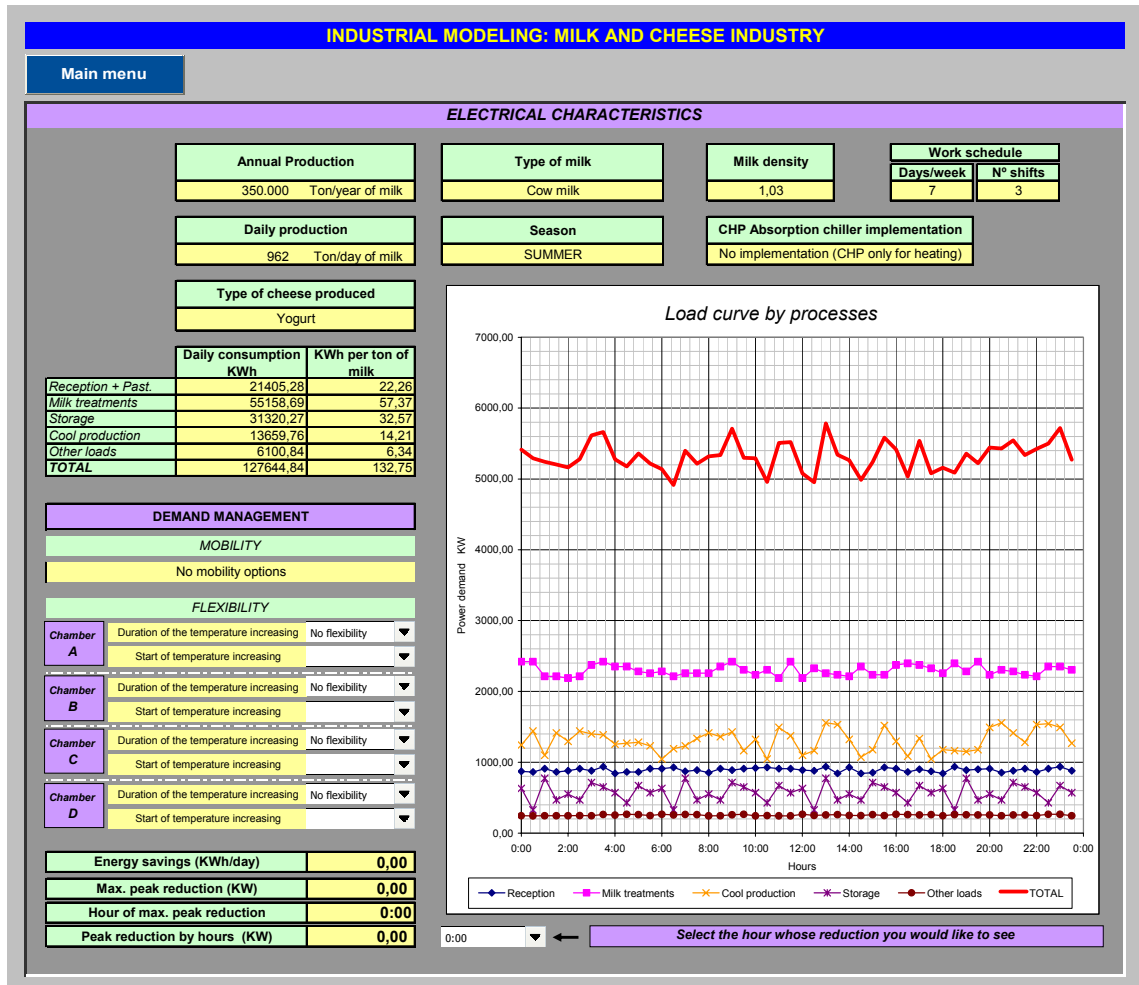 INDUSTRIAL MODELING: MILK AND CHEESE INDUSTRY
Main menu
ELECTRICAL CHARACTERISTICS
Annual Production
350.000 Ton/year of milk
Type of milk
Cow milk
Milk density
1,03
Work schedule
Days/week Nº shifts
7 3
Daily production
962 Ton/day of milk
Season
SUMMER
CHP Absorption chiller implementation
No implementation (CHP only for heating)
Type of cheese produced
Yogurt
Daily consumption KWh per ton of
KWh milk
Reception + Past. 21405,28 22,26
Milk treatments 55158,69 57,37
Storage 31320,27 32,57
Cool production 13659,76 14,21
Other loads 6100,84 6,34
TOTAL 127644,84 132,75
DEMAND MANAGEMENT
MOBILITY
No mobility options
FLEXIBILITY
Chamber
A
Duration of the temperature increasing No flexibility
Start of temperature increasing
Chamber
B
Duration of the temperature increasing No flexibility
Start of temperature increasing
Chamber
C
Duration of the temperature increasing No flexibility
Start of temperature increasing
Chamber
D
Duration of the temperature increasing No flexibility
Start of temperature increasing
Energy savings (KWh/day) 0,00
Max. peak reduction (KW) 0,00
Hour of max. peak reduction 0:00
Peak reduction by hours (KW) 0,00
Load curve by processes
7000,00
6000,00
5000,00
4000,00
3000,00
2000,00
1000,00
0,00
Power demand KW
0:00 2:00 4:00 6:00 8:00 10:00 12:00 14:00 16:00 18:00 20:00 22:00 0:00
Hours
Reception Milk treatments Cool production Storage Other loads TOTAL
0:00
Select the hour whose reduction you would like to see